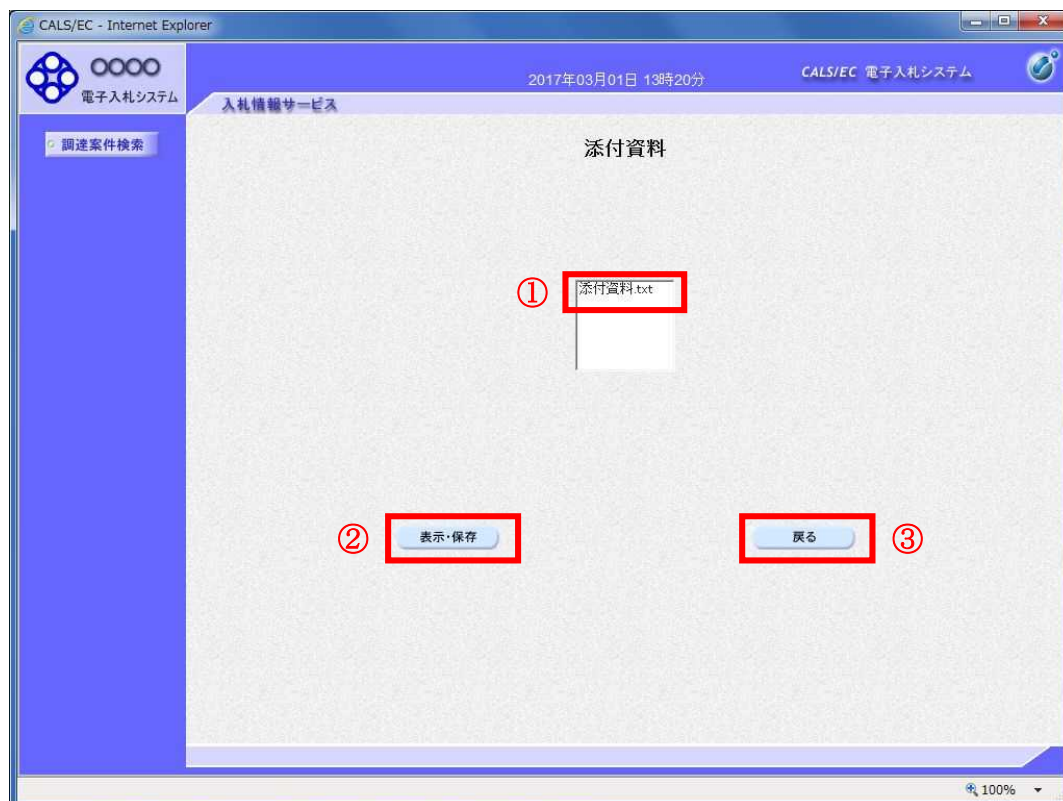 CALS/EC - Internet Explorer
○○○○
電子入札システム
2017年03月01日 13時20分
CALS/EC 電子入札システム
入札情報サービス
調達案件検索
添付資料
① 添付資料.txt
② 表示・保存
戻る ③
100%